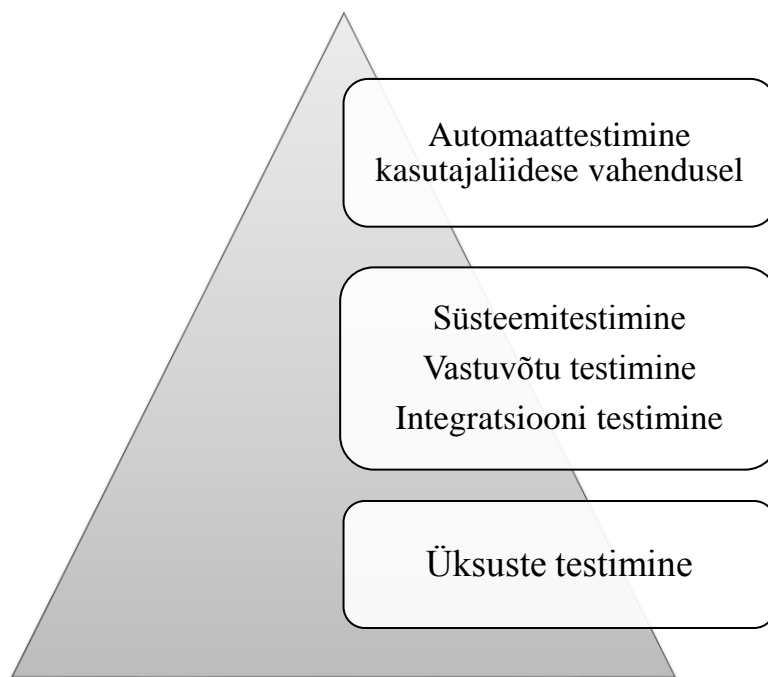 Automaattestimine
kasutajaliidese vahendusel
Süsteemitestimine
Vastuvõtu testimine
Integratsiooni testimine
Üksuste testimine